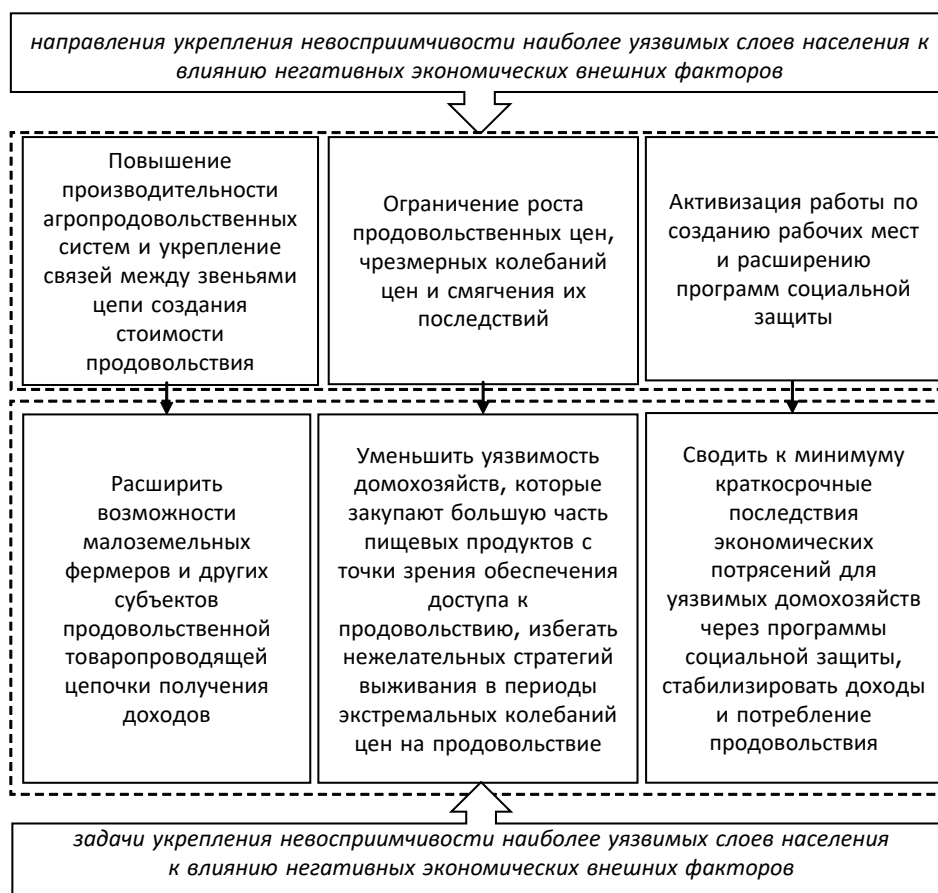 направления укрепления невосприимчивости наиболее уязвимых слоев населения к
влиянию негативных экономических внешних факторов
Повышение
производительности
агропродовольственных
систем и укрепление
связей между звеньями
цепи создания
стоимости
продовольствия
Ограничение роста
продовольственных цен,
чрезмерных колебаний
цен и смягчения их
последствий
Активизация работы по
созданию рабочих мест
и расширению
программ социальной
защиты
Расширить
возможности
малоземельных
фермеров и других
субъектов
продовольственной
товаропроводящей
цепочки получения
доходов
Уменьшить уязвимость
домохозяйств, которые
закупают большую часть
пищевых продуктов с
точки зрения обеспечения
доступа к
продовольствию, избегать
нежелательных стратегий
выживания в периоды
экстремальных колебаний
цен на продовольствие
Сводить к минимуму
краткосрочные
последствия
экономических
потрясений для
уязвимых домохозяйств
через программы
социальной защиты,
стабилизировать доходы
и потребление
продовольствия
задачи укрепления невосприимчивости наиболее уязвимых слоев населения
к влиянию негативных экономических внешних факторов